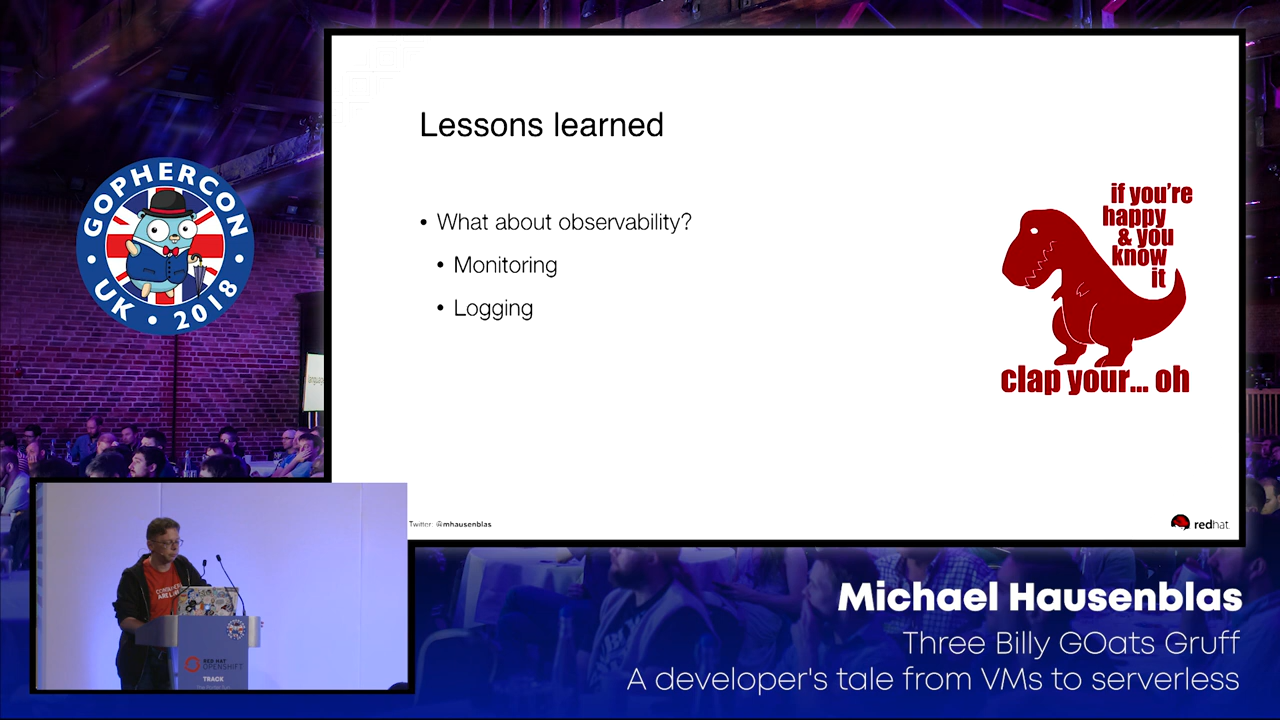 Lessons learned
• What about observability?
• Monitoring
• Logging
if you're
happy
& you
know
it
clap your... oh
Twitter: @mhausenblas
redhat
GOPHERCON
UK • 2018
RED HAT
OPENSHIFT
TRACK
Michael Hausenblas
Three Billy GOats Gruff
A developer's tale from VMs to serverless